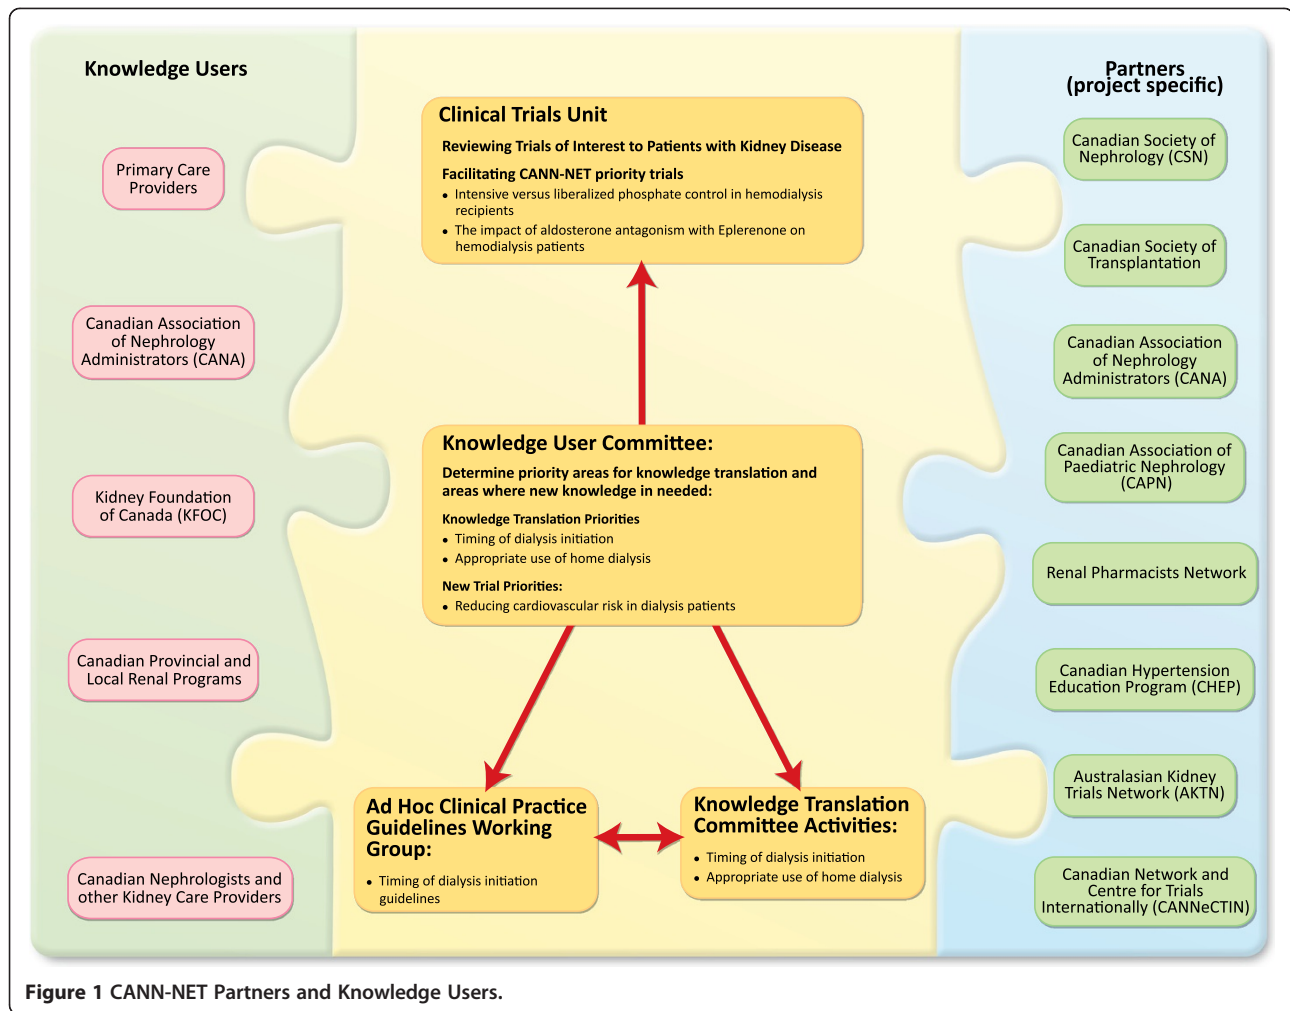 Knowledge Users
Primary Care
Providers
Canadian Association
of Nephrology
Administrators (CANA)
Kidney Foundation
of Canada (KFOC)
Canadian Provincial and
Local Renal Programs
Canadian Nephrologists and
other Kidney Care Providers
Clinical Trials Unit
Reviewing Trials of Interest to Patients with Kidney Disease
Facilitating CANN-NET priority trials
• Intensive versus liberalized phosphate control in hemodialysis
recipients
• The impact of aldosterone antagonism with Eplerenone on
hemodialysis patients
Knowledge User Committee:
Determine priority areas for knowledge translation and
areas where new knowledge in needed:
Knowledge Translation Priorities
• Timing of dialysis initiation
• Appropriate use of home dialysis
New Trial Priorities:
• Reducing cardiovascular risk in dialysis patients
Ad Hoc Clinical Practice
Guidelines Working
Group:
• Timing of dialysis initiation
guidelines
Knowledge Translation
Committee Activities:
• Timing of dialysis initiation
• Appropriate use of home dialysis
Partners
(project specific)
Canadian Society of
Nephrology (CSN)
Canadian Society of
Transplantation
Canadian Association
of Nephrology
Administrators (CANA)
Canadian Association of
Paediatric Nephrology
(CAPN)
Renal Pharmacists Network
Canadian Hypertension
Education Program (CHEP)
Australasian Kidney
Trials Network (AKTN)
Canadian Network and
Centre for Trials
Internationally (CANNeCTIN)
Figure 1 CANN-NET Partners and Knowledge Users.